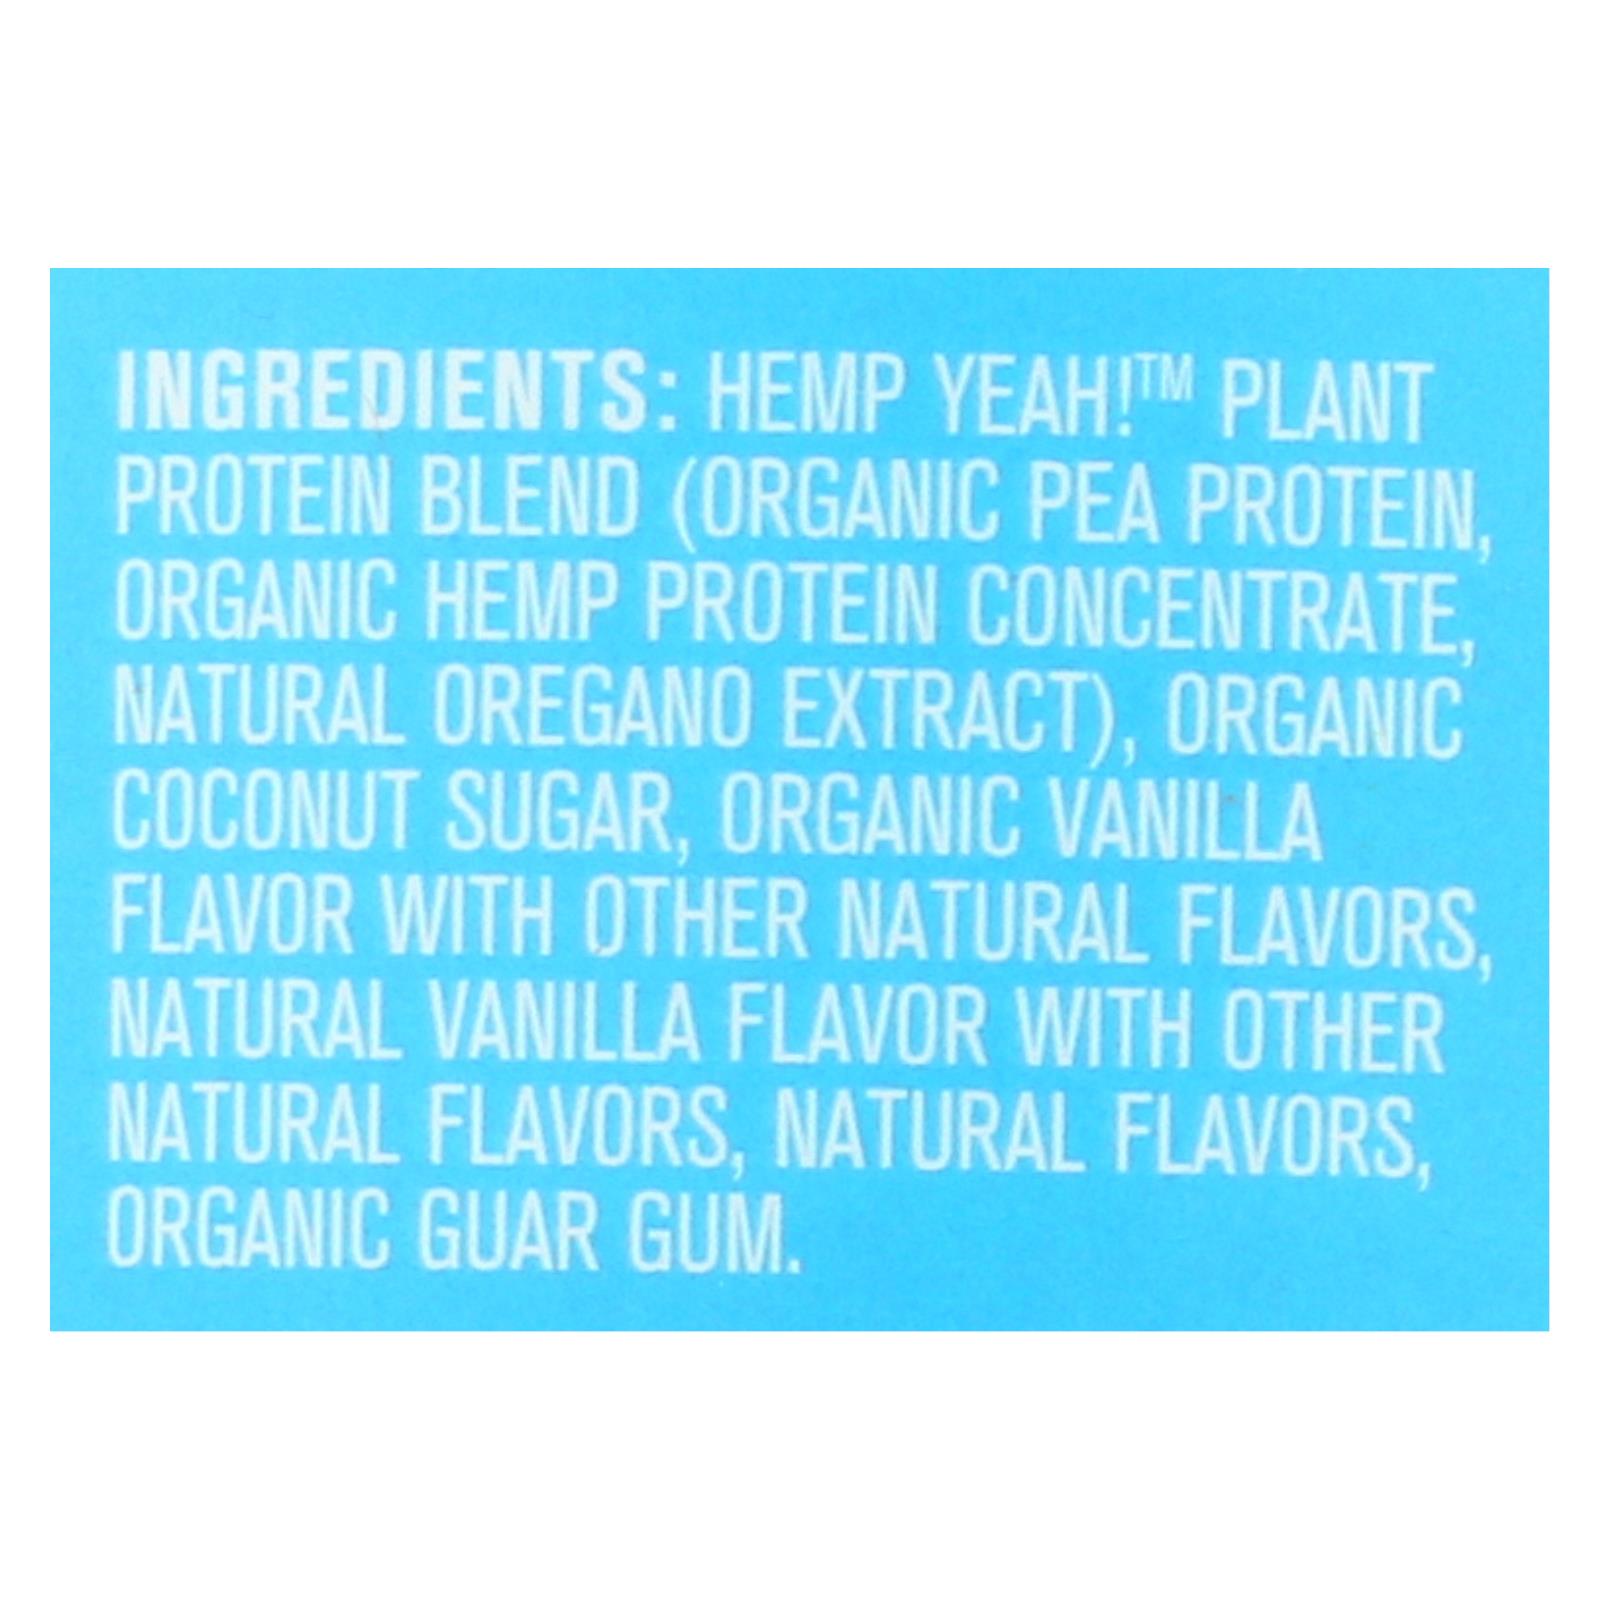 INGREDIENTS: HEMP YEAH!™ PLANT
PROTEIN BLEND (ORGANIC PEA PROTEIN,
ORGANIC HEMP PROTEIN CONCENTRATE,
NATURAL OREGANO EXTRACT), ORGANIC
COCONUT SUGAR, ORGANIC VANILLA
FLAVOR WITH OTHER NATURAL FLAVORS,
NATURAL VANILLA FLAVOR WITH OTHER
NATURAL FLAVORS, NATURAL FLAVORS,
ORGANIC GUAR GUM.